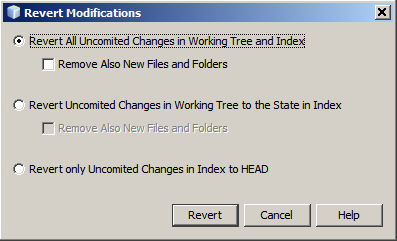 Revert Modifications
Revert All Uncomited Changes in Working Tree and Index
Remove Also New Files and Folders
Revert Uncomited Changes in Working Tree to the State in Index
Remove Also New Files and Folders
Revert only Uncomited Changes in Index to HEAD
Revert Cancel Help